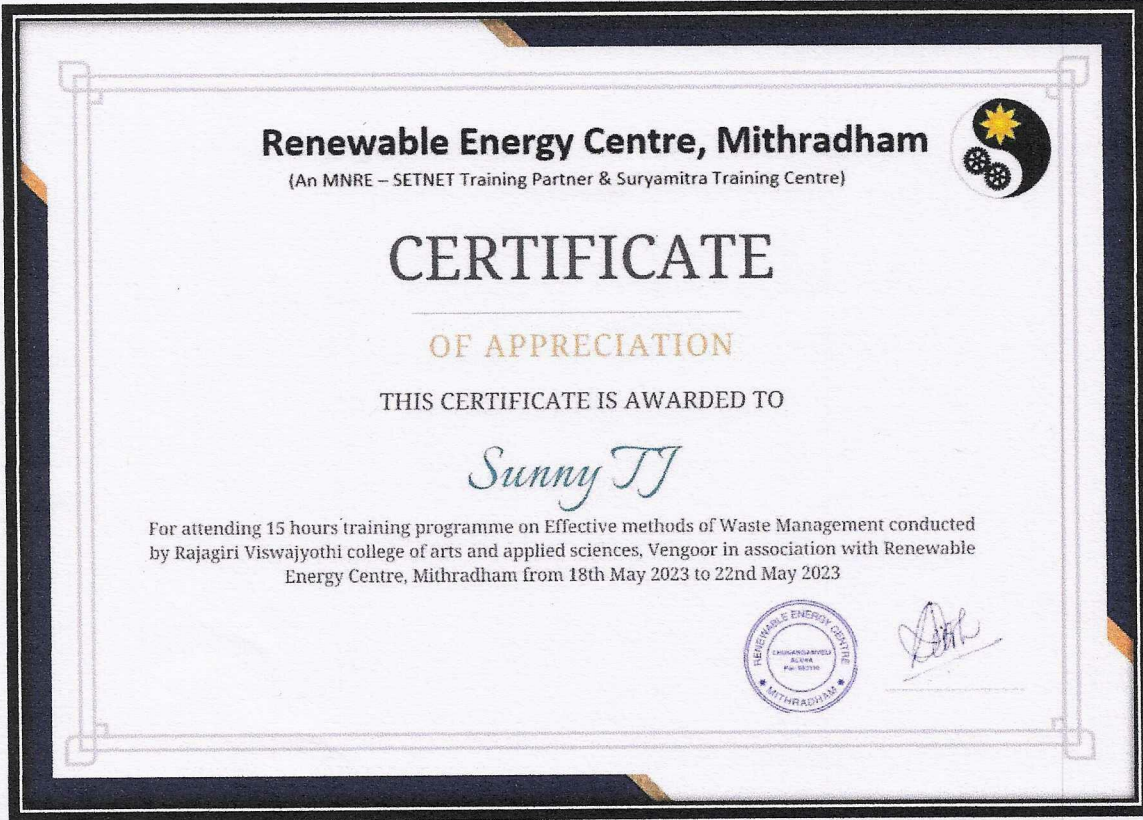 Renewable Energy Centre, Mithradham
(An MNRE – SETNET Training Partner & Suryamitra Training Centre)
CERTIFICATE
OF APPRECIATION
THIS CERTIFICATE IS AWARDED TO
Sunny TJ
For attending 15 hours training programme on Effective methods of Waste Management conducted
by Rajagiri Viswajyothi college of arts and applied sciences, Vengoor in association with Renewable
Energy Centre, Mithradham from 18th May 2023 to 22nd May 2023
RENEWABLE ENERGY CENTRE
ALUVA
MITHRADHAM